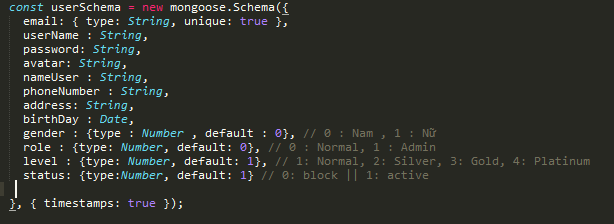 const userSchema = new mongoose.Schema({
email: { type: String, unique: true },
userName : String,
password: String,
avatar: String,
nameUser : String,
phoneNumber : String,
address: String,
birthDay : Date,
gender : {type : Number , default : 0}, // 0 : Nam , 1 : Nữ
role : {type: Number, default: 0}, // 0 : Normal, 1 : Admin
level : {type: Number, default: 1}, // 1: Normal, 2: Silver, 3: Gold, 4: Platinum
status: {type:Number, default: 1} // 0: block || 1: active
}, { timestamps: true });